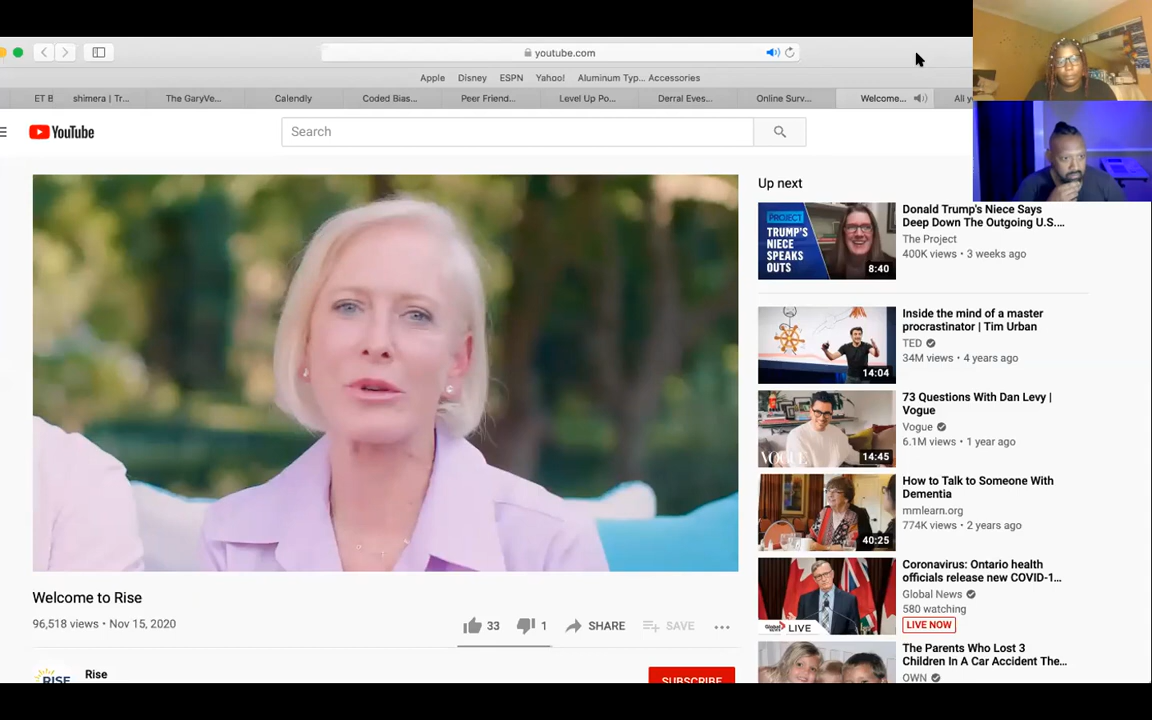 youtube.com
Apple Disney ESPN Yahoo! Aluminum Typ... Accessories
ET B shimera | Tr... The GaryVe... Calendly Coded Bias... Peer Friend... Level Up Po... Derral Eves... Online Surv... Welcome... All y
YouTube
Search
Up next
PROJECT
TRUMP'S
NIECE
SPEAKS
OUTS
8:40
Donald Trump's Niece Says
Deep Down The Outgoing U.S....
The Project
400K views • 3 weeks ago
14:04
Inside the mind of a master
procrastinator | Tim Urban
TED
34M views • 4 years ago
VOGUE
14:45
73 Questions With Dan Levy |
Vogue
Vogue
6.1M views • 1 year ago
40:25
How to Talk to Someone With
Dementia
mmlearn.org
774K views • 2 years ago
LIVE
Coronavirus: Ontario health
officials release new COVID-1...
Global News
580 watching
LIVE NOW
The Parents Who Lost 3
Children In A Car Accident The...
OWN
Welcome to Rise
96,518 views • Nov 15, 2020
33 1 SHARE SAVE
RISE
Rise
SUBSCRIBE